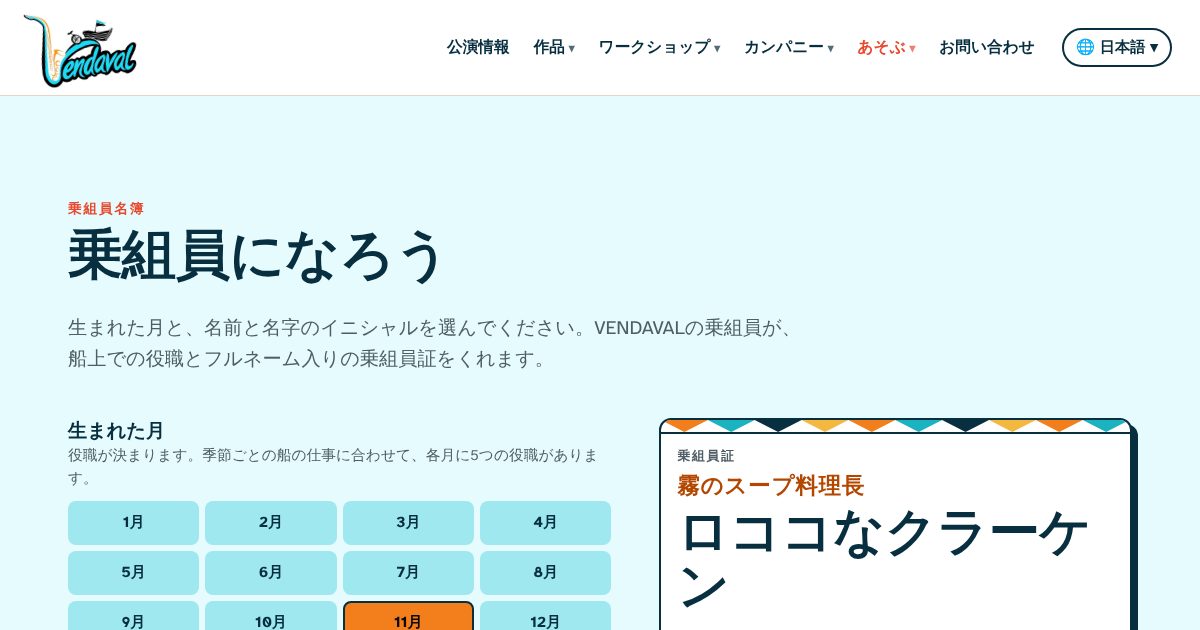 Vendaval
公演情報 作品 ▾ ワークショップ ▾ カンパニー ▾ あそぶ ▾ お問い合わせ 🌐 日本語 ▾
乗組員名簿
乗組員になろう
生まれた月と、名前と名字のイニシャルを選んでください。VENDAVALの乗組員が、
船上での役職とフルネーム入りの乗組員証をくれます。
生まれた月
役職が決まります。季節ごとの船の仕事に合わせて、各月に5つの役職がありま
す。
1月 2月 3月 4月
5月 6月 7月 8月
9月 10月 11月 12月
乗組員証
霧のスープ料理長
ロココなクラーケ
ン